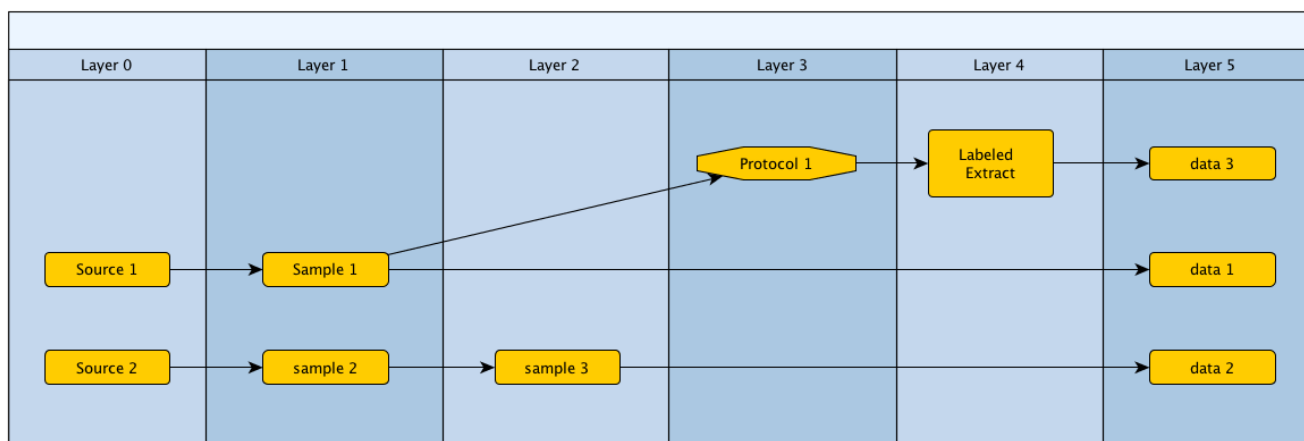 Layer 0
Layer 1
Layer 2
Layer 3
Layer 4
Layer 5
Protocol 1
Labeled
Extract
data 3
Source 1
Sample 1
data 1
Source 2
sample 2
sample 3
data 2